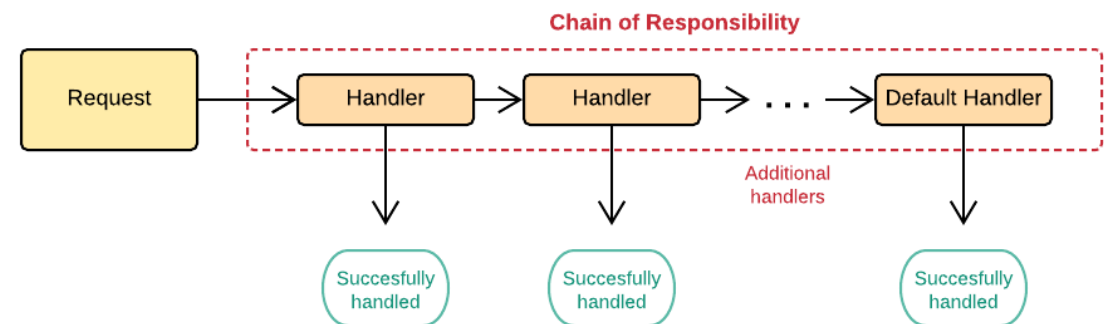 Chain of Responsibility
Request
Handler
Handler
. . .
Default Handler
Additional
handlers
Succesfully
handled
Succesfully
handled
Succesfully
handled